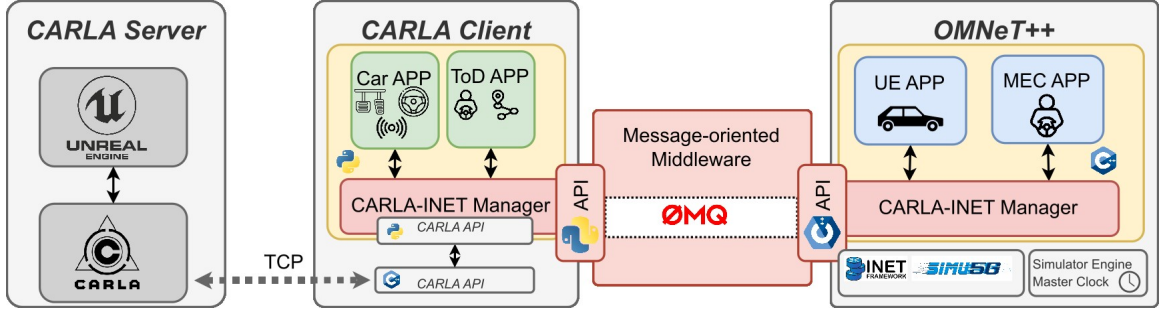 CARLA Server
UNREAL
ENGINE
CARLA
TCP
CARLA Client
Car APP
ToD APP
CARLA-INET Manager
CARLA API
CARLA API
API
Message-oriented
Middleware
ØMQ
API
OMNeT++
UE APP
MEC APP
CARLA-INET Manager
INET
FRAMEWORK
SIMU5G
Simulator Engine
Master Clock